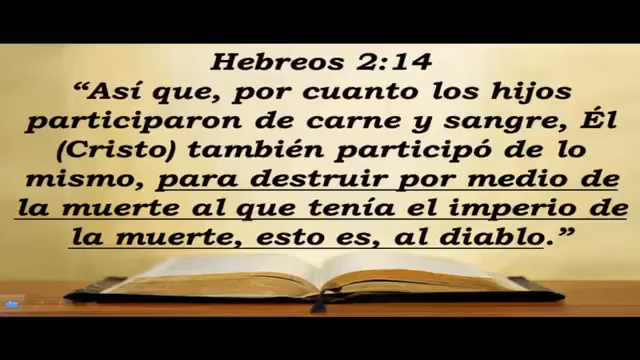 Hebreos 2:14
“Así que, por cuanto los hijos
participaron de carne y sangre, Él
(Cristo) también participó de lo
mismo, para destruir por medio de
la muerte al que tenía el imperio de
la muerte, esto es, al diablo.”